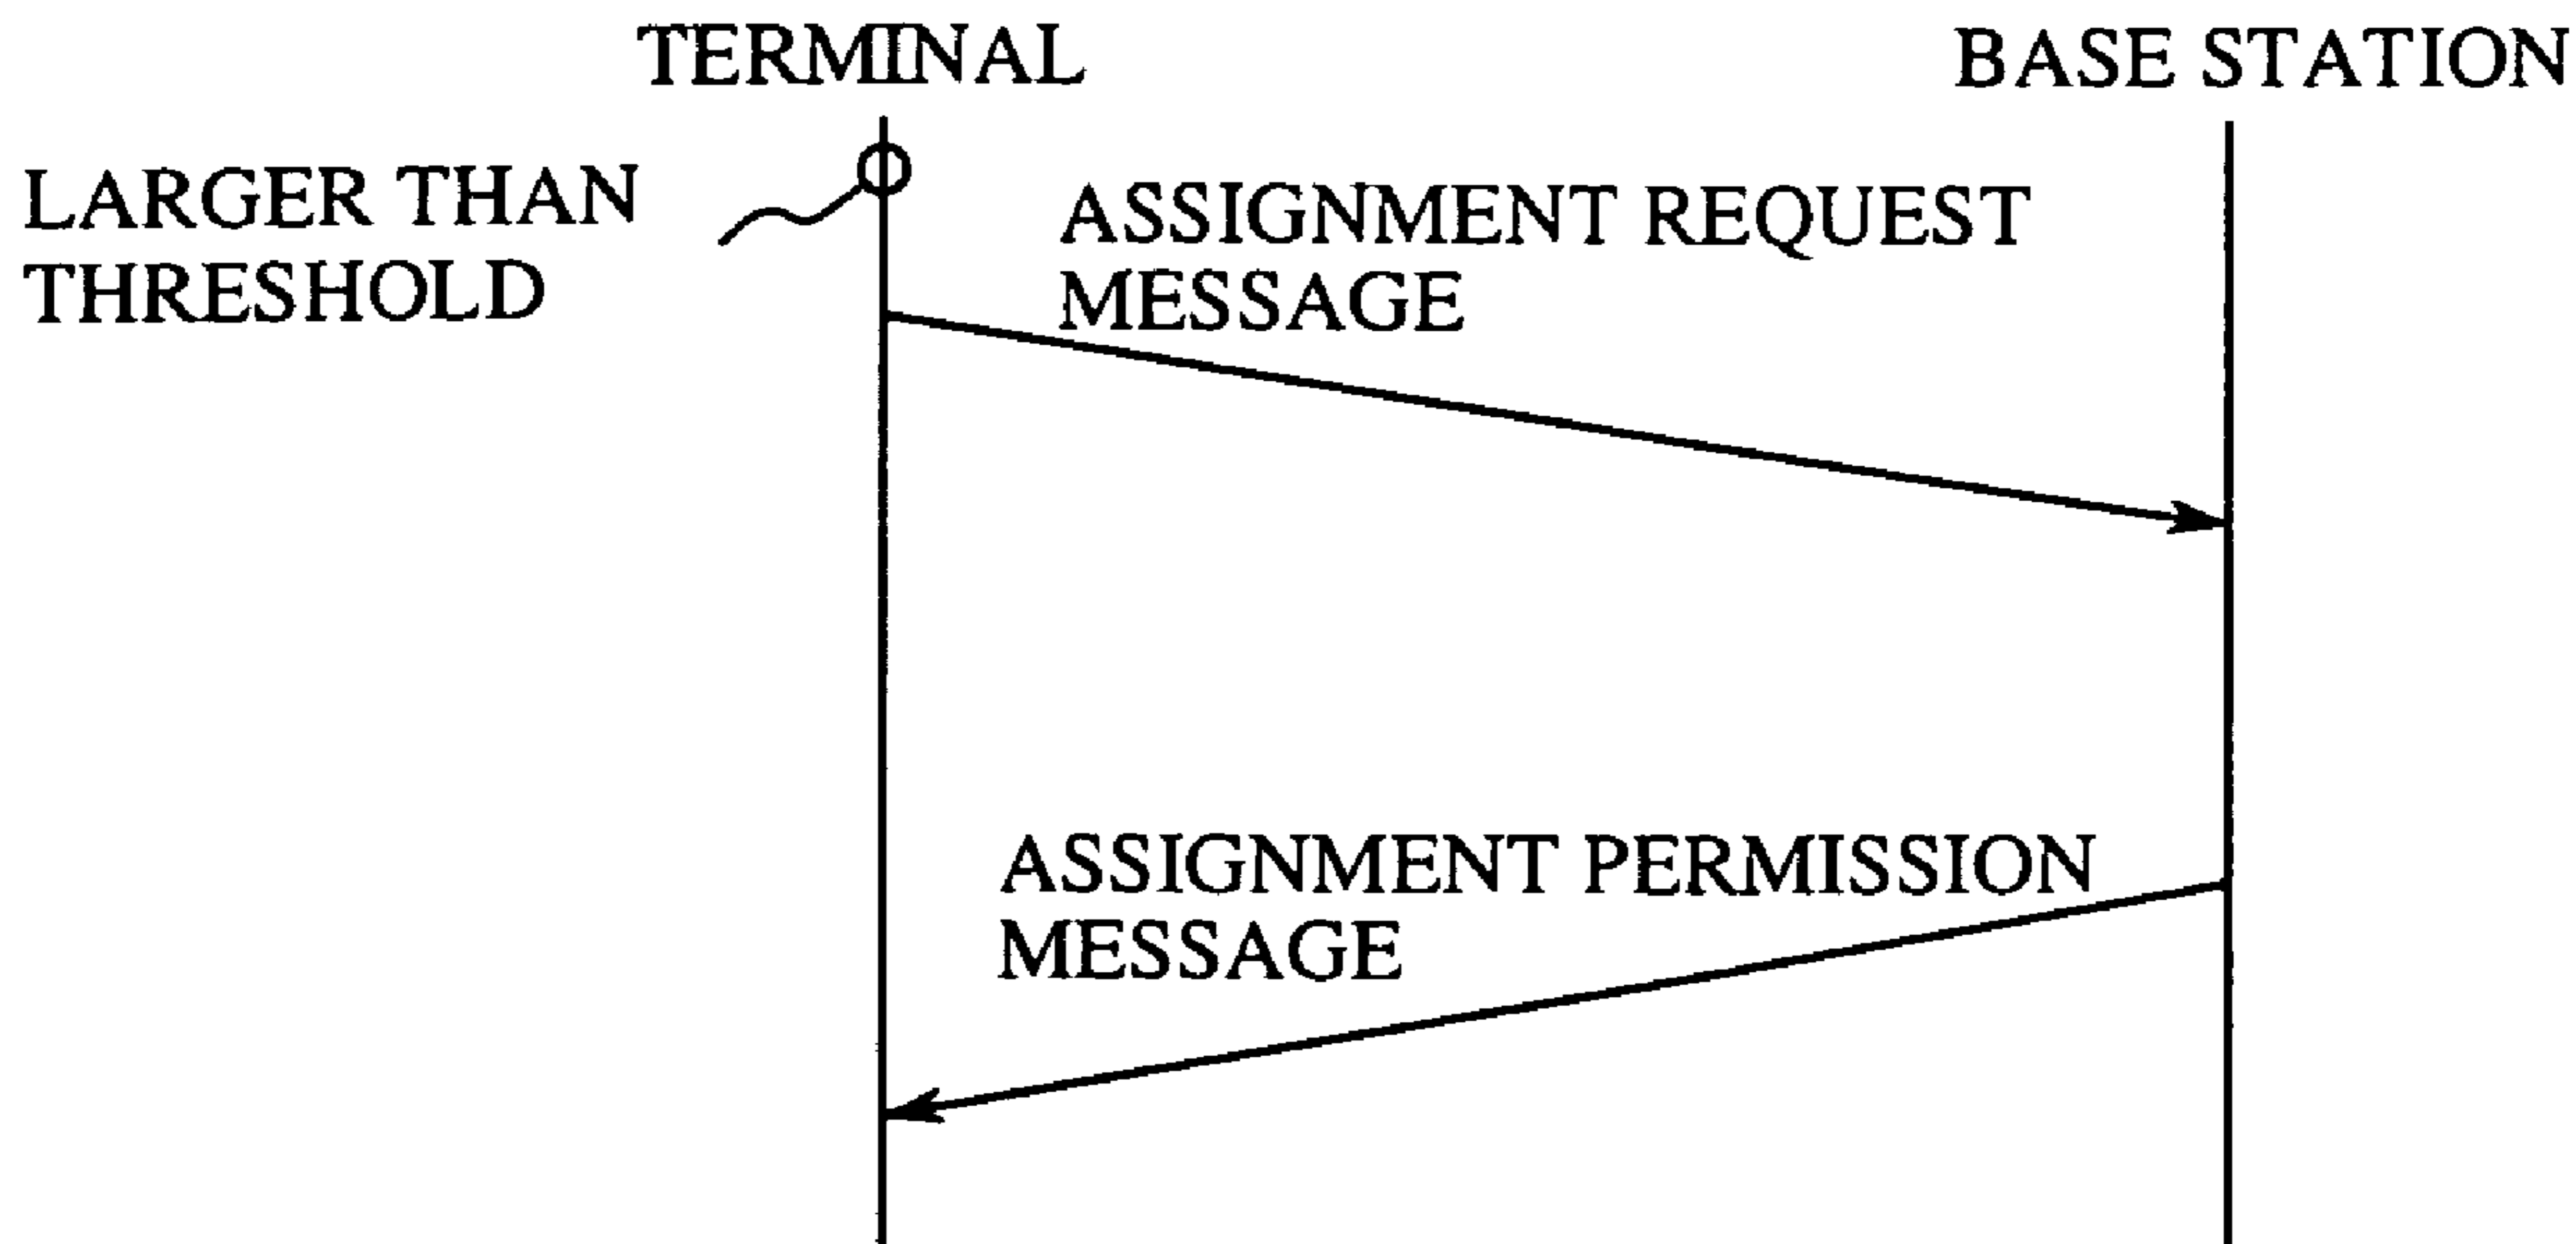 TERMINAL
BASE STATION
LARGER THAN
THRESHOLD
ASSIGNMENT REQUEST
MESSAGE
ASSIGNMENT PERMISSION
MESSAGE